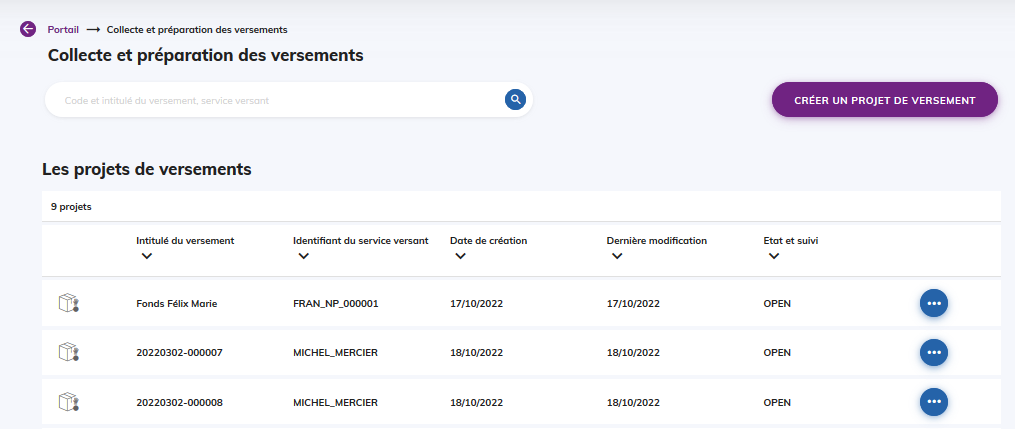 Portail → Collecte et préparation des versements
Collecte et préparation des versements
Code et intitulé du versement, service versant
CRÉER UN PROJET DE VERSEMENT
Les projets de versements
9 projets
Intitulé du versement Identifiant du service versant Date de création Dernière modification Etat et suivi
Fonds Félix Marie FRAN_NP_000001 17/10/2022 17/10/2022 OPEN
20220302-000007 MICHEL_MERCIER 18/10/2022 18/10/2022 OPEN
20220302-000008 MICHEL_MERCIER 18/10/2022 18/10/2022 OPEN